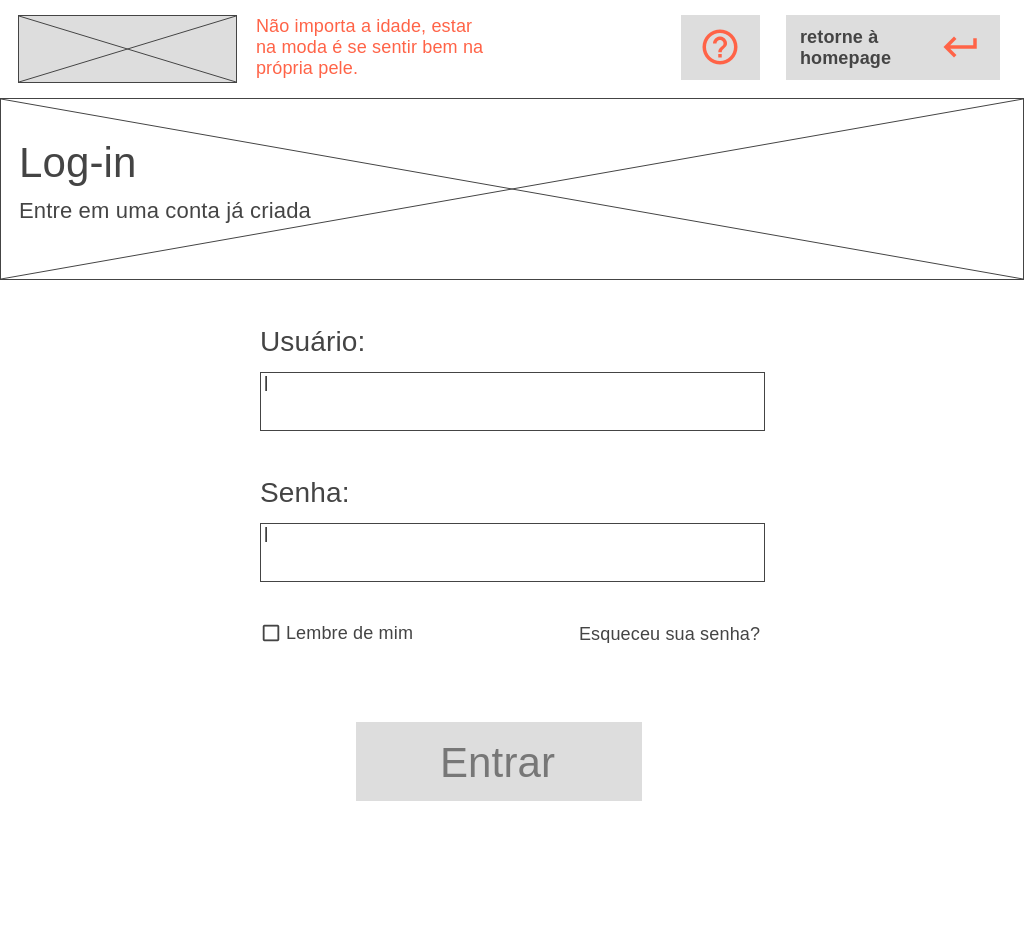 Não importa a idade, estar
na moda é se sentir bem na
própria pele.
retorne à
homepage
Log-in
Entre em uma conta já criada
Usuário:
Senha:
Lembre de mim
Esqueceu sua senha?
Entrar